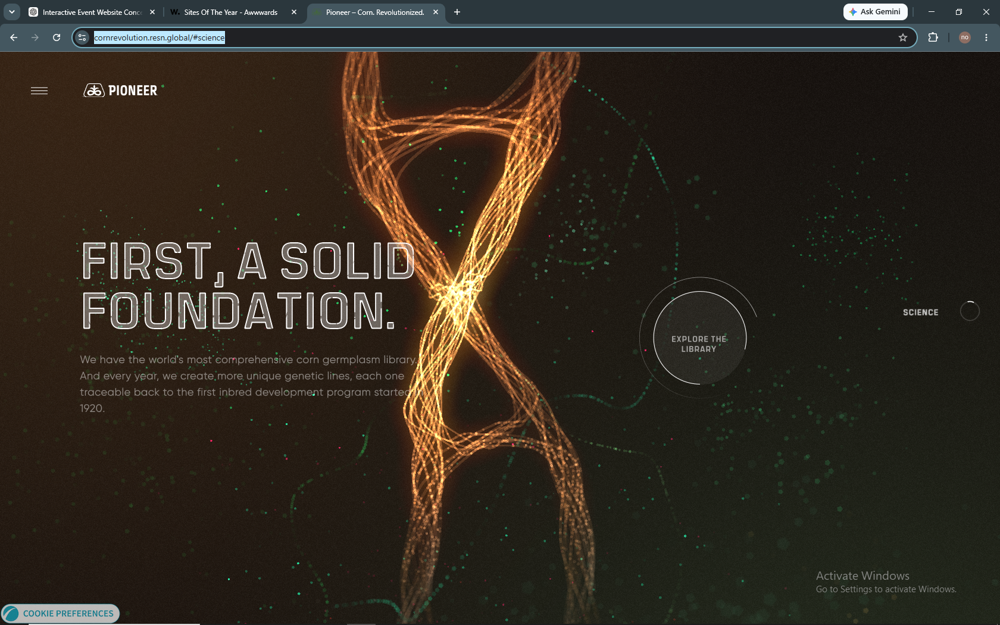 Interactive Event Website Conc
Sites Of The Year - Awwwards
Pioneer – Corn. Revolutionized.
Ask Gemini
cornrevolution.resn.global/#science
no
PIONEER
FIRST, A SOLID
FOUNDATION.
We have the world's most comprehensive corn germplasm library.
And every year, we create more unique genetic lines, each one
traceable back to the first inbred development program started in
1920.
EXPLORE THE
LIBRARY
SCIENCE
Activate Windows
Go to Settings to activate Windows.
COOKIE PREFERENCES